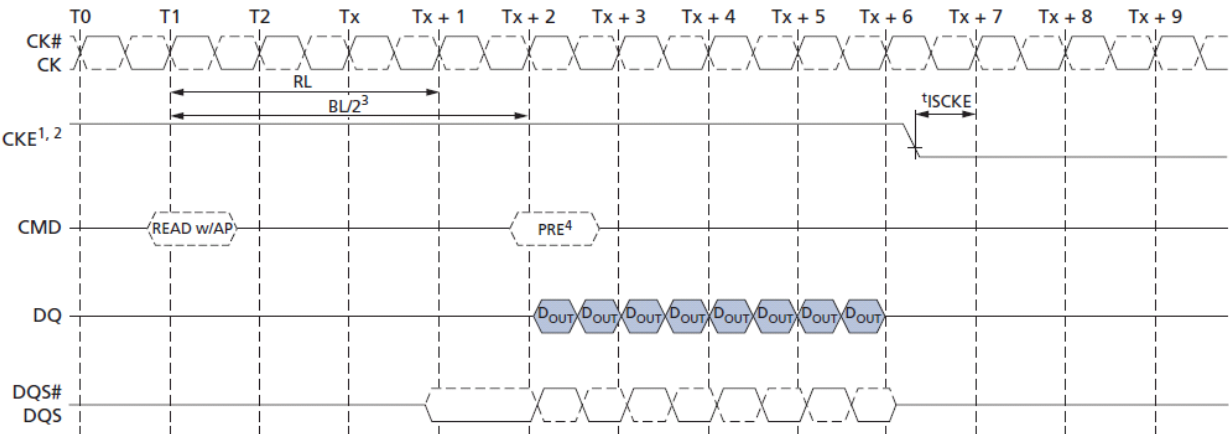 T0 T1 T2 Tx Tx + 1 Tx + 2 Tx + 3 Tx + 4 Tx + 5 Tx + 6 Tx + 7 Tx + 8 Tx + 9
CK#
CK
RL
BL/2³
tISCKE
CKE1, 2
CMD READ w/AP PRE⁴
DQ DOUT DOUT DOUT DOUT DOUT DOUT DOUT DOUT
DQS#
DQS